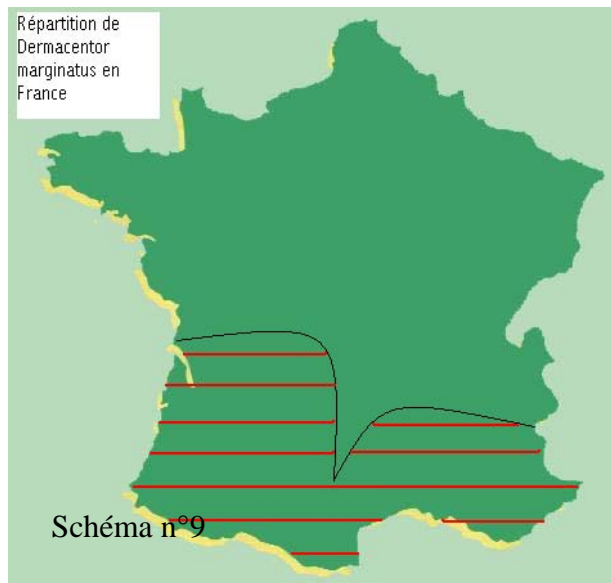 Répartition de
Dermacentor
marginatus en
France
Schéma n°9